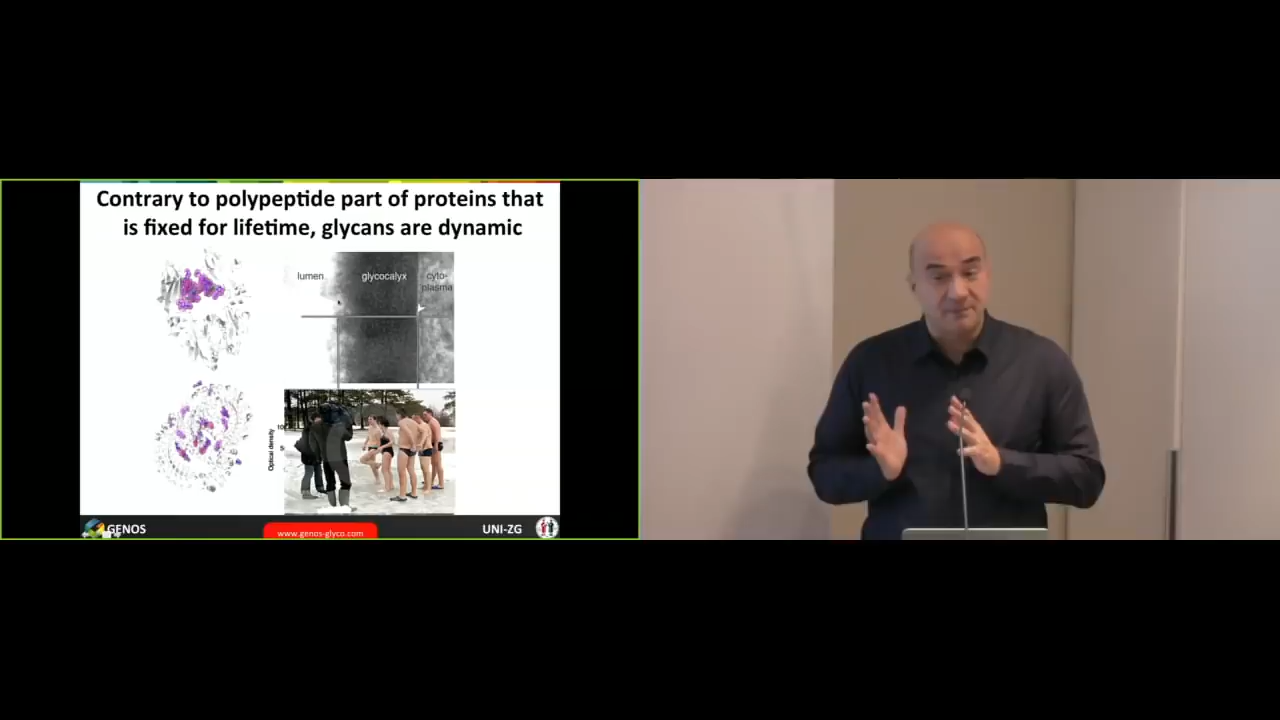 Contrary to polypeptide part of proteins that
is fixed for lifetime, glycans are dynamic
lumen
glycocalyx
cyto-
plasma
Optical density
GENOS
www.genos-glyco.com
UNI-ZG